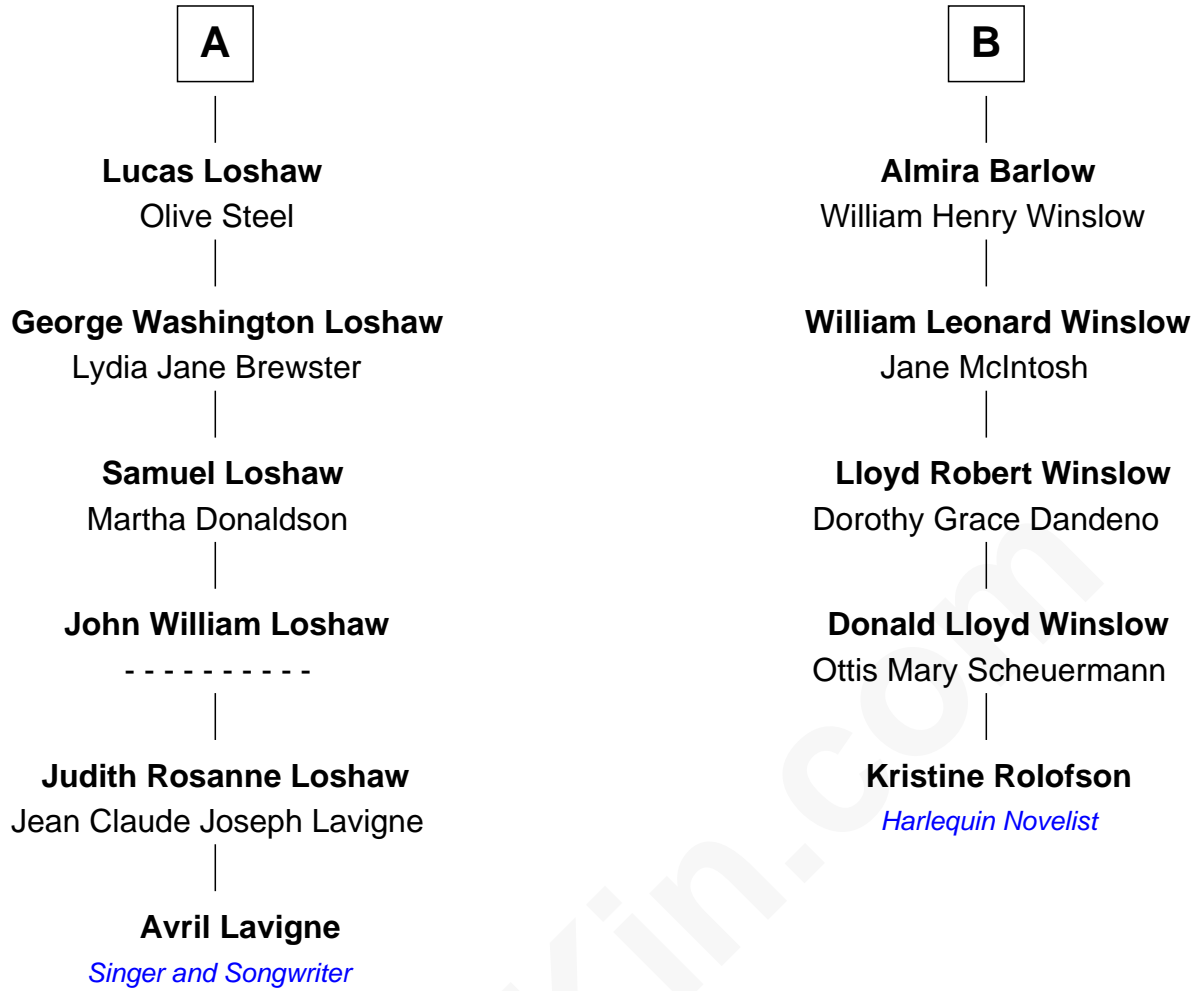 A
Lucas Loshaw
Olive Steel
George Washington Loshaw
Lydia Jane Brewster
Samuel Loshaw
Martha Donaldson
John William Loshaw
- - - - - - - - - -
Judith Rosanne Loshaw
Jean Claude Joseph Lavigne
Avril Lavigne
Singer and Songwriter
B
Almira Barlow
William Henry Winslow
William Leonard Winslow
Jane McIntosh
Lloyd Robert Winslow
Dorothy Grace Dandeno
Donald Lloyd Winslow
Ottis Mary Scheuermann
Kristine Rolofson
Harlequin Novelist